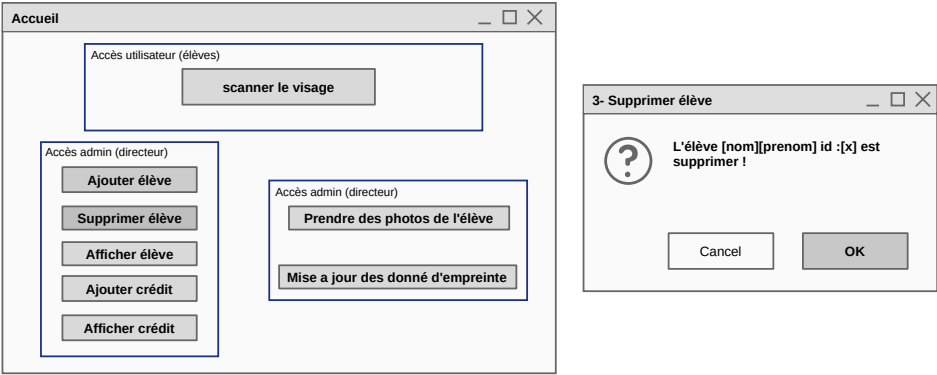 Accueil
Accès utilisateur (élèves)
scanner le visage
Accès admin (directeur)
Ajouter élève
Supprimer élève
Afficher élève
Ajouter crédit
Afficher crédit
Accès admin (directeur)
Prendre des photos de l'élève
Mise a jour des donné d'empreinte
3- Supprimer élève
?
L'élève [nom][prenom] id :[x] est
supprimer !
Cancel
OK